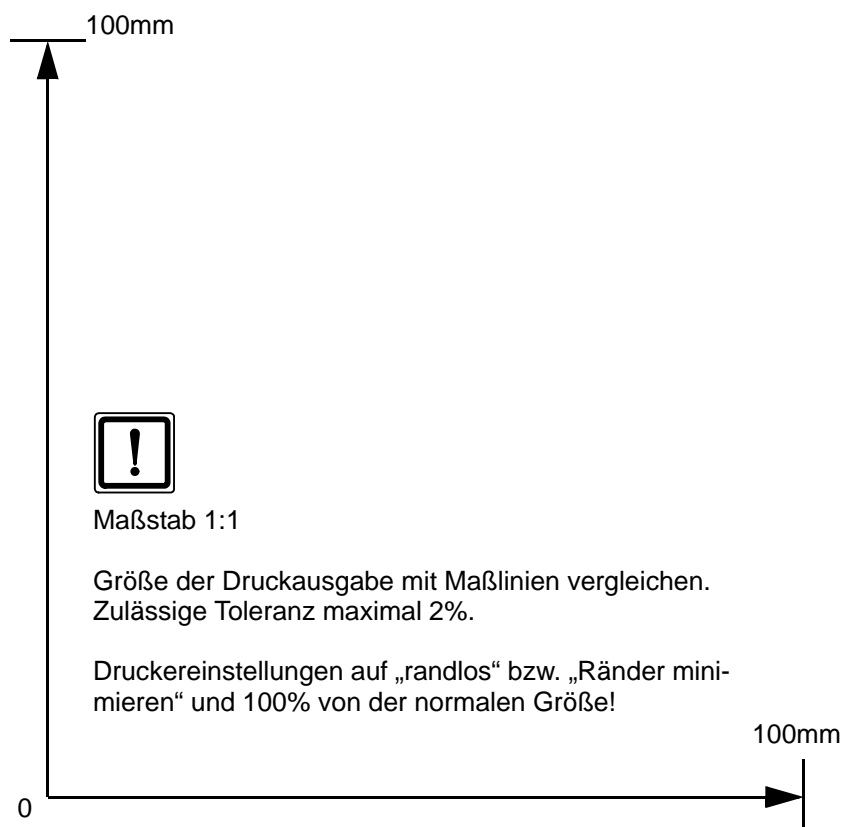 100mm
!
Maßstab 1:1
Größe der Druckausgabe mit Maßlinien vergleichen.
Zulässige Toleranz maximal 2%.
Druckereinstellungen auf „randlos“ bzw. „Ränder mini-
mieren“ und 100% von der normalen Größe!
100mm
0